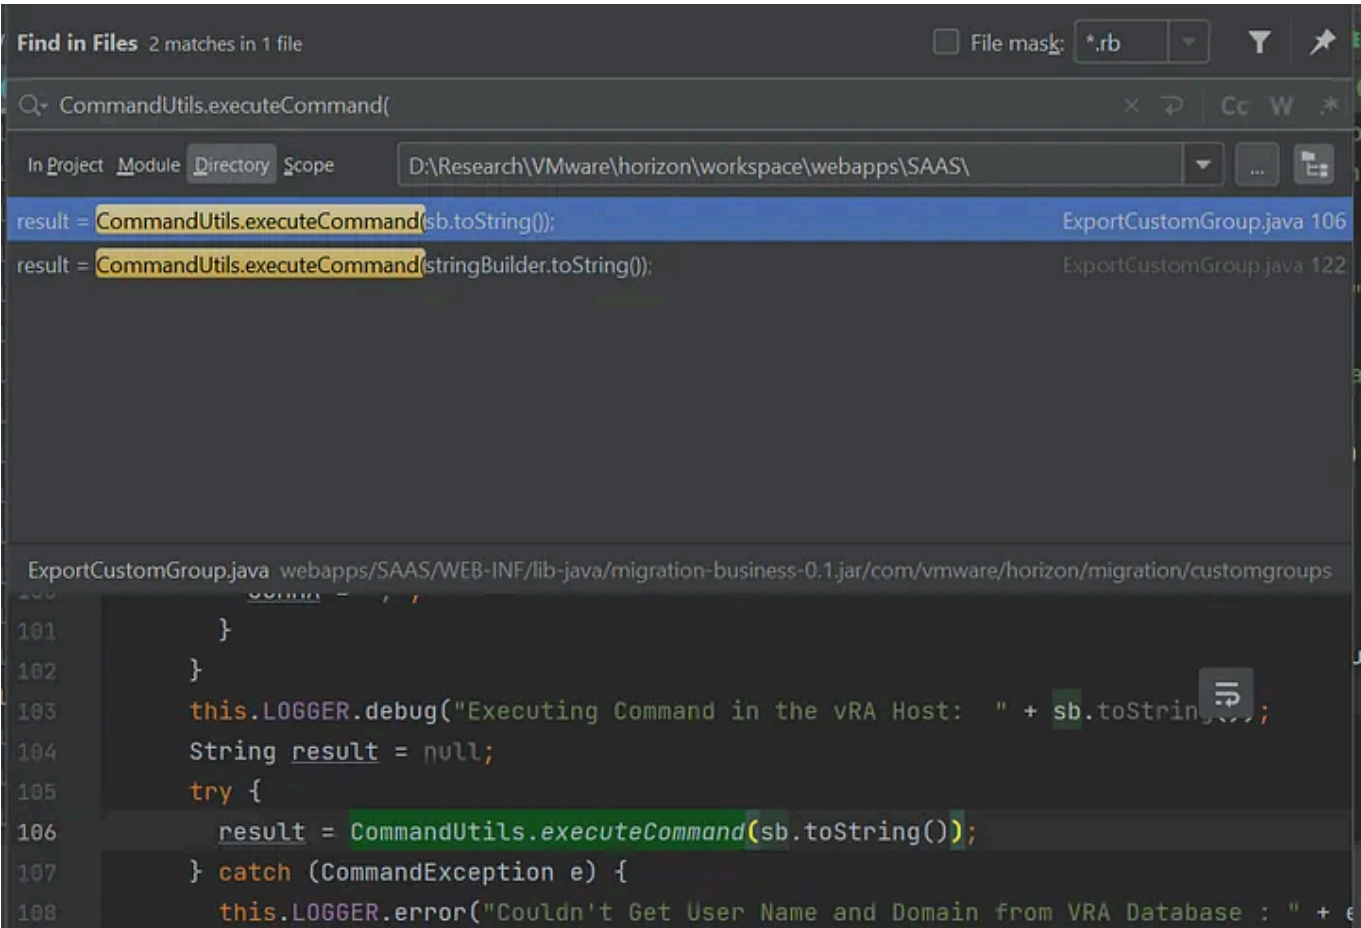 Find in Files 2 matches in 1 file File mask: *.rb
CommandUtils.executeCommand( Cc W .*
In Project Module Directory Scope D:\Research\VMware\horizon\workspace\webapps\SAAS\ ...
result = CommandUtils.executeCommand(sb.toString()); ExportCustomGroup.java 106
result = CommandUtils.executeCommand(stringBuilder.toString()); ExportCustomGroup.java 122
ExportCustomGroup.java webapps/SAAS/WEB-INF/lib-java/migration-business-0.1.jar/com/vmware/horizon/migration/customgroups
101 }
102 }
103 this.LOGGER.debug("Executing Command in the vRA Host: " + sb.toString());
104 String result = null;
105 try {
106 result = CommandUtils.executeCommand(sb.toString());
107 } catch (CommandException e) {
108 this.LOGGER.error("Couldn't Get User Name and Domain from VRA Database : " + e